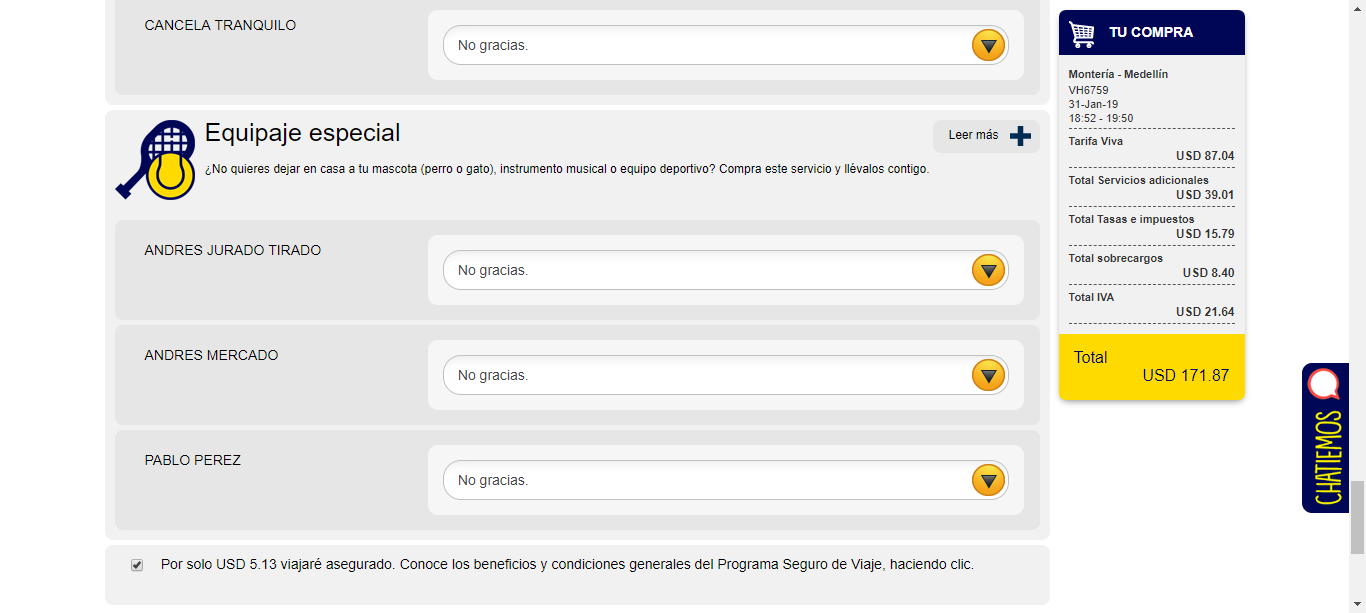 CANCELA TRANQUILO
No gracias.
Equipaje especial
Leer más
¿No quieres dejar en casa a tu mascota (perro o gato), instrumento musical o equipo deportivo? Compra este servicio y llévalos contigo.
ANDRES JURADO TIRADO
No gracias.
ANDRES MERCADO
No gracias.
PABLO PEREZ
No gracias.
Por solo USD 5.13 viajaré asegurado. Conoce los beneficios y condiciones generales del Programa Seguro de Viaje, haciendo clic.
TU COMPRA
Montería - Medellín
VH6759
31-Jan-19
18:52 - 19:50
Tarifa Viva
USD 87.04
Total Servicios adicionales
USD 39.01
Total Tasas e impuestos
USD 15.79
Total sobrecargos
USD 8.40
Total IVA
USD 21.64
Total
USD 171.87
CHATIEMOS